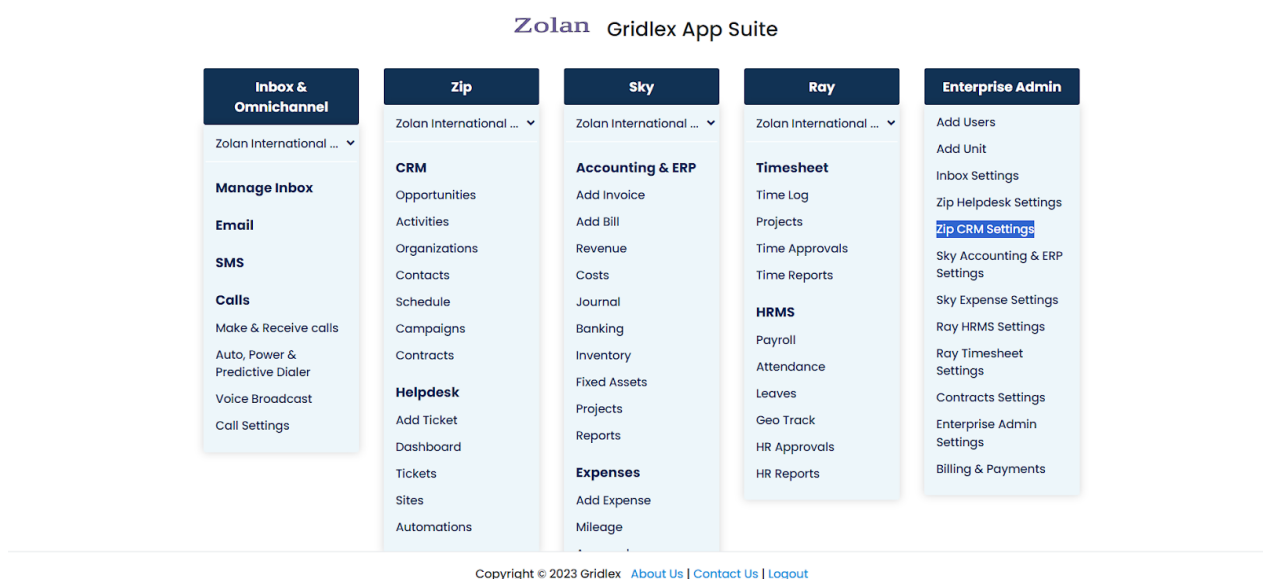 Zolan Gridlex App Suite
Inbox &
Omnichannel
Zolan International ...
Manage Inbox
Email
SMS
Calls
Make & Receive calls
Auto, Power &
Predictive Dialer
Voice Broadcast
Call Settings
Zip
Zolan International ...
CRM
Opportunities
Activities
Organizations
Contacts
Schedule
Campaigns
Contracts
Helpdesk
Add Ticket
Dashboard
Tickets
Sites
Automations
Sky
Zolan International ...
Accounting & ERP
Add Invoice
Add Bill
Revenue
Costs
Journal
Banking
Inventory
Fixed Assets
Projects
Reports
Expenses
Add Expense
Mileage
Ray
Zolan International ...
Timesheet
Time Log
Projects
Time Approvals
Time Reports
HRMS
Payroll
Attendance
Leaves
Geo Track
HR Approvals
HR Reports
Enterprise Admin
Add Users
Add Unit
Inbox Settings
Zip Helpdesk Settings
Zip CRM Settings
Sky Accounting & ERP
Settings
Sky Expense Settings
Ray HRMS Settings
Ray Timesheet
Settings
Contracts Settings
Enterprise Admin
Settings
Billing & Payments
Copyright © 2023 Gridlex About Us | Contact Us | Logout